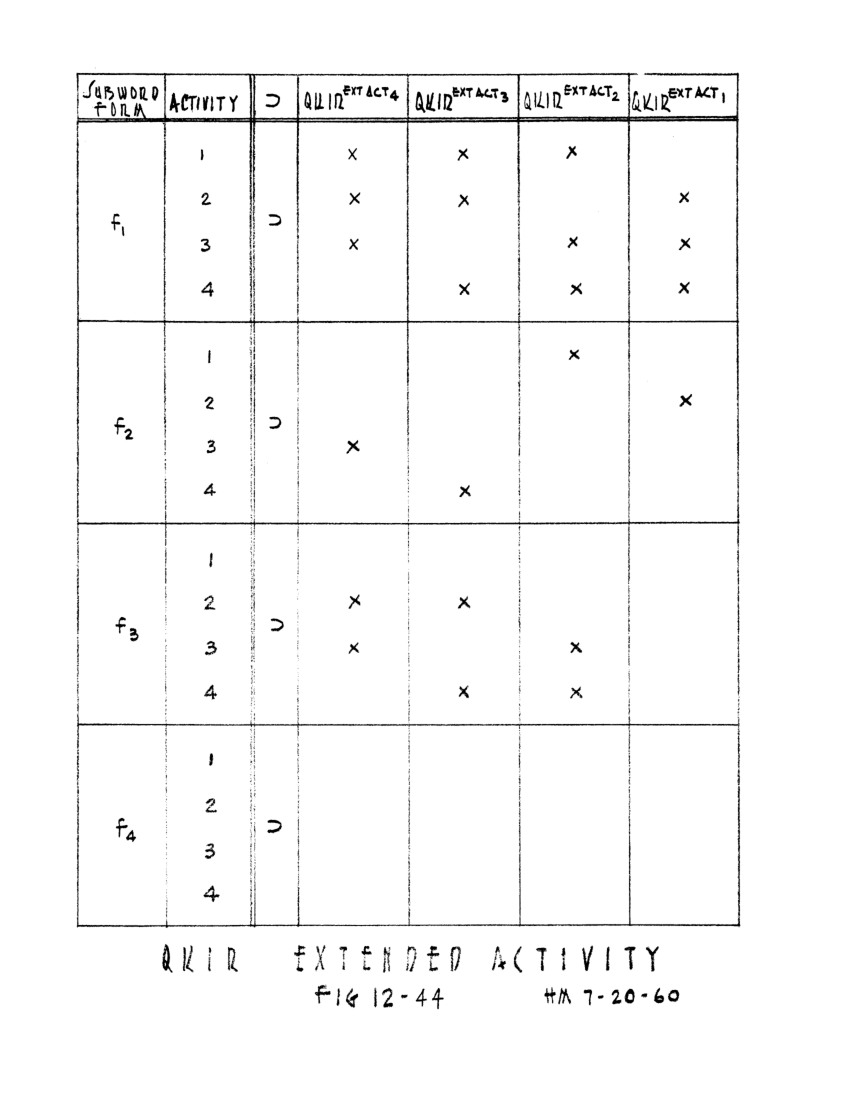 SUBWORD FORM | ACTIVITY | ⊃ | QKIR^EXT ACT₄ | QKIR^EXT ACT₃ | QKIR^EXT ACT₂ | QKIR^EXT ACT₁
f₁ | 1 | ⊃ | X | X | X |
2 | X | X | | X
3 | X | | X | X
4 | | X | X | X
f₂ | 1 | ⊃ | | | X |
2 | | | | X
3 | X | | |
4 | | X | |
f₃ | 1 | ⊃ | | | |
2 | X | X | |
3 | X | | X |
4 | | X | X |
f₄ | 1 | ⊃ | | | |
2 | | | |
3 | | | |
4 | | | |
QKIR EXTENDED ACTIVITY
FIG 12-44 HM 7-20-60